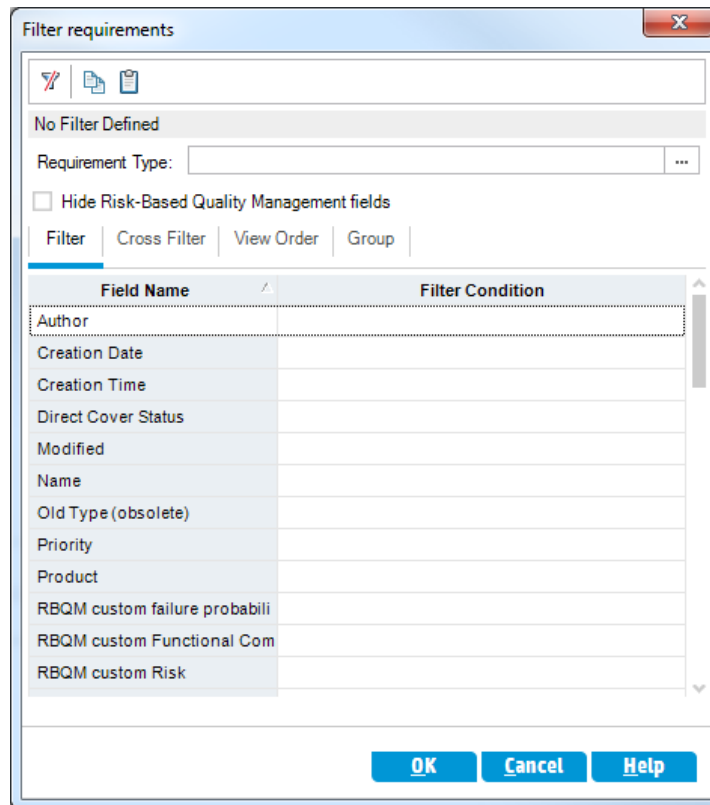 Filter requirements
No Filter Defined
Requirement Type: ...
Hide Risk-Based Quality Management fields
Filter Cross Filter View Order Group
Field Name Filter Condition
Author
Creation Date
Creation Time
Direct Cover Status
Modified
Name
Old Type (obsolete)
Priority
Product
RBQM custom failure probabili
RBQM custom Functional Com
RBQM custom Risk
OK Cancel Help